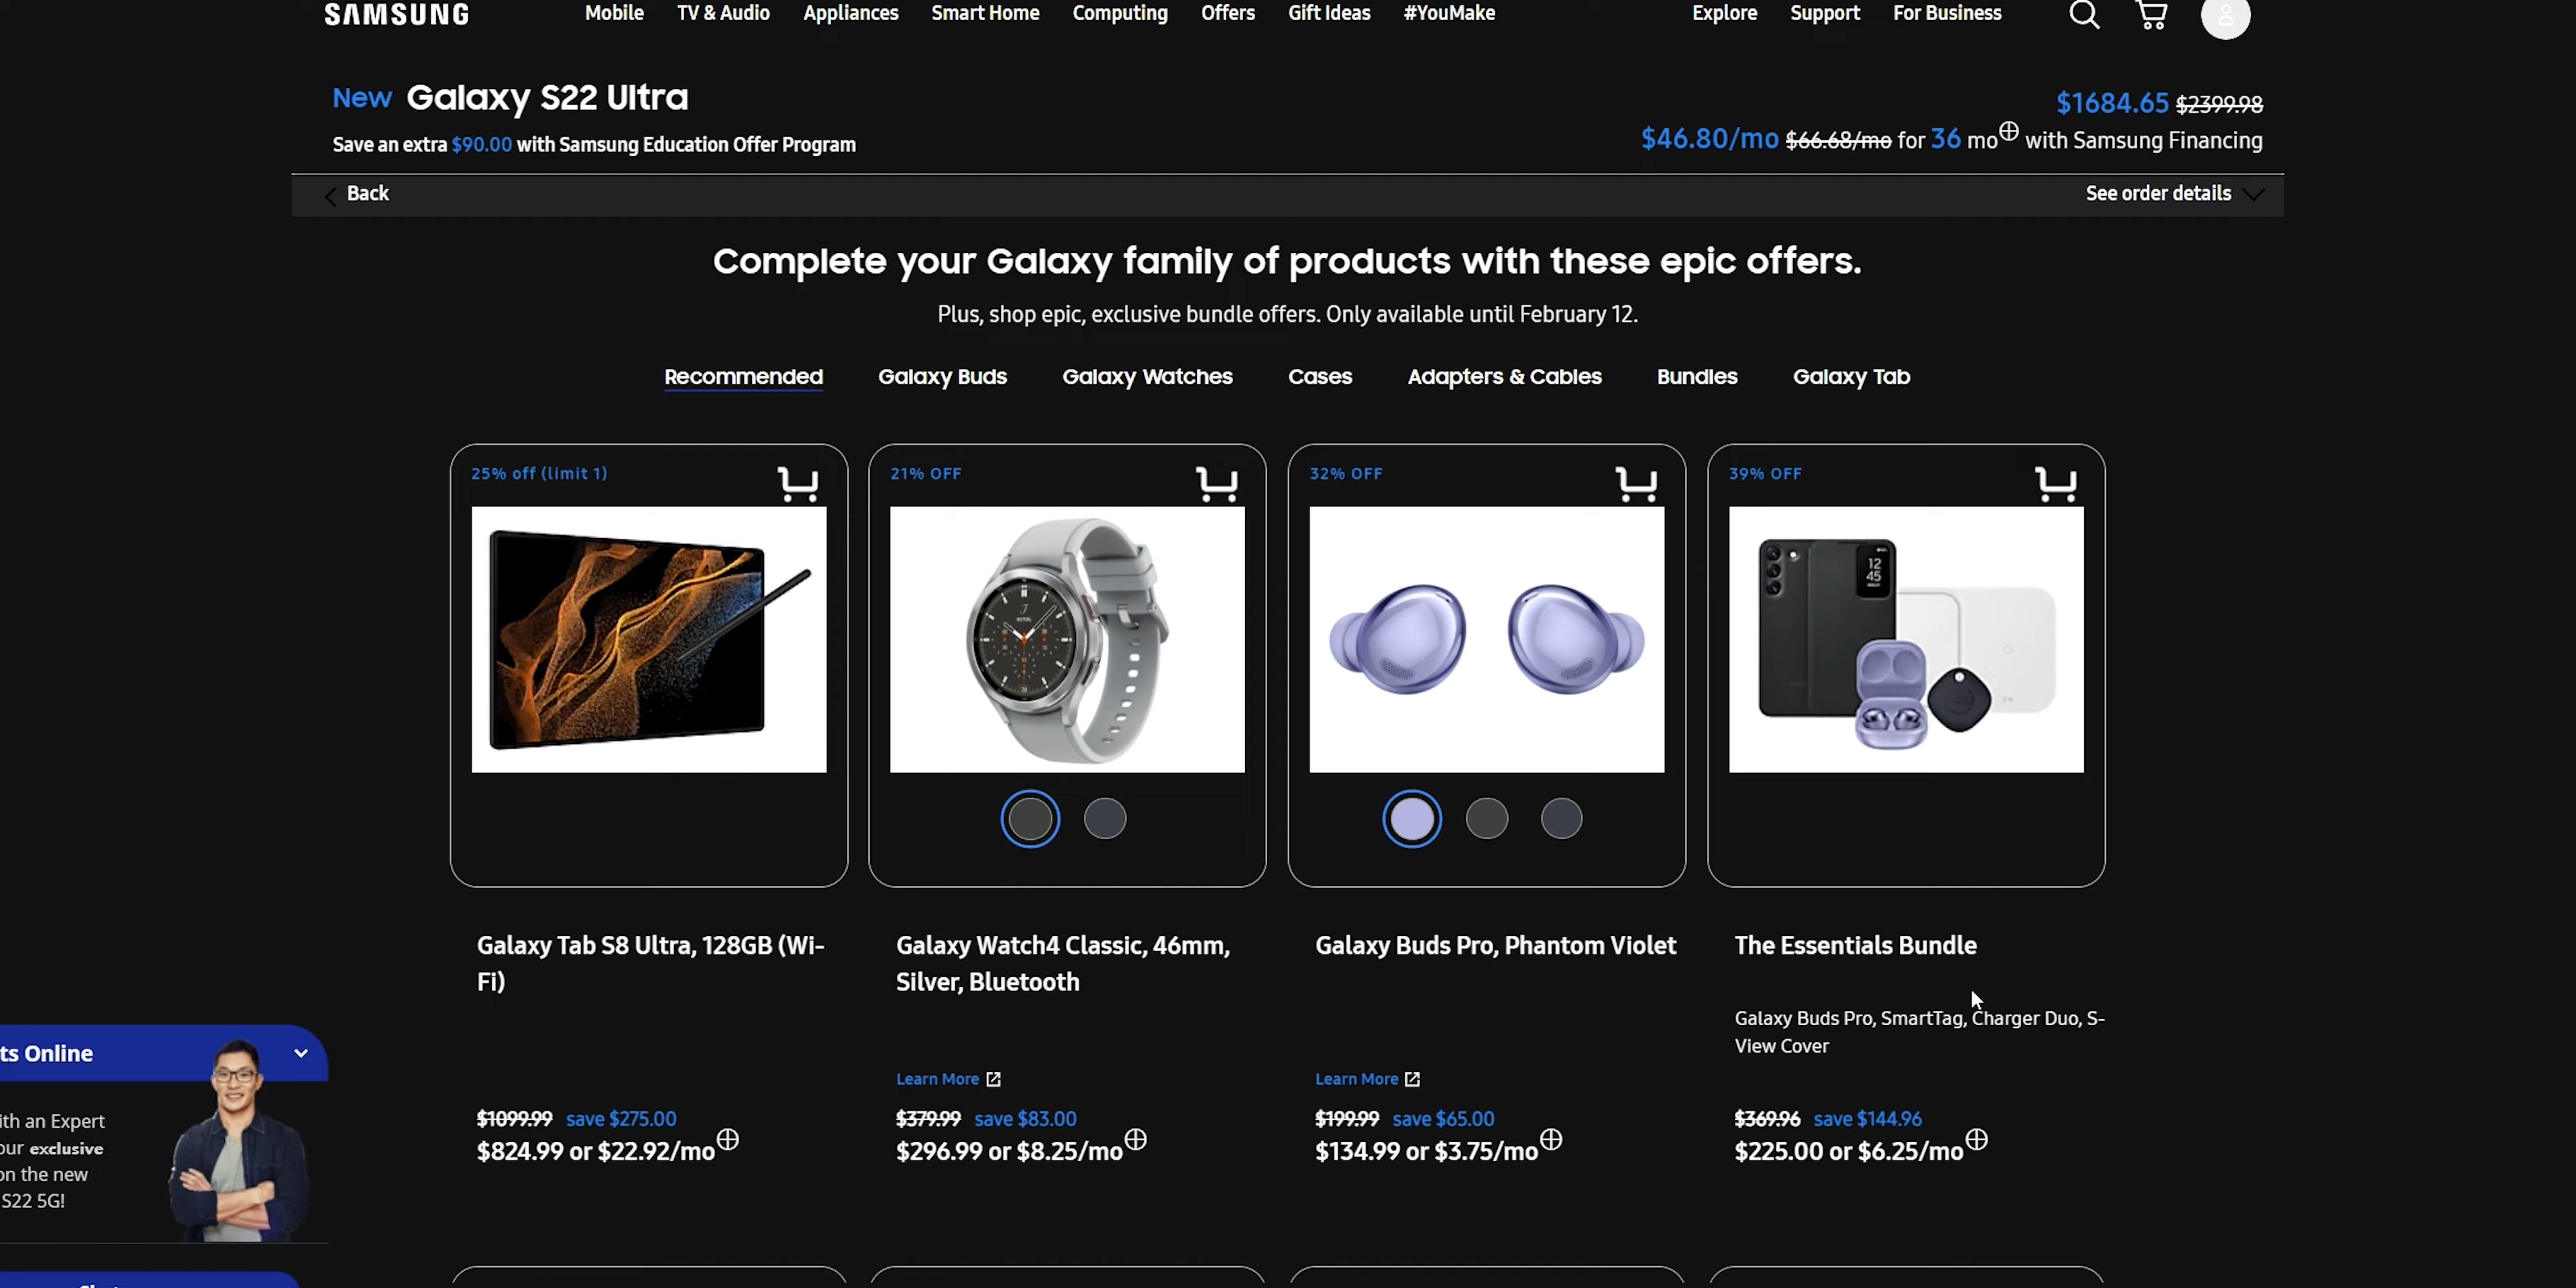 SAMSUNG Mobile TV & Audio Appliances Smart Home Computing Offers Gift Ideas #YouMake Explore Support For Business
New Galaxy S22 Ultra
$1684.65 $2399.98
Save an extra $90.00 with Samsung Education Offer Program
$46.80/mo $66.68/mo for 36 mo with Samsung Financing
Back See order details
Complete your Galaxy family of products with these epic offers.
Plus, shop epic, exclusive bundle offers. Only available until February 12.
Recommended Galaxy Buds Galaxy Watches Cases Adapters & Cables Bundles Galaxy Tab
25% off (limit 1)
Galaxy Tab S8 Ultra, 128GB (Wi-
Fi)
$1099.99 save $275.00
$824.99 or $22.92/mo
21% OFF
Galaxy Watch4 Classic, 46mm,
Silver, Bluetooth
Learn More
$379.99 save $83.00
$296.99 or $8.25/mo
32% OFF
Galaxy Buds Pro, Phantom Violet
Learn More
$199.99 save $65.00
$134.99 or $3.75/mo
39% OFF
12
45
The Essentials Bundle
Galaxy Buds Pro, SmartTag, Charger Duo, S-
View Cover
$369.96 save $144.96
$225.00 or $6.25/mo
ts Online
ith an Expert
our exclusive
on the new
S22 5G!